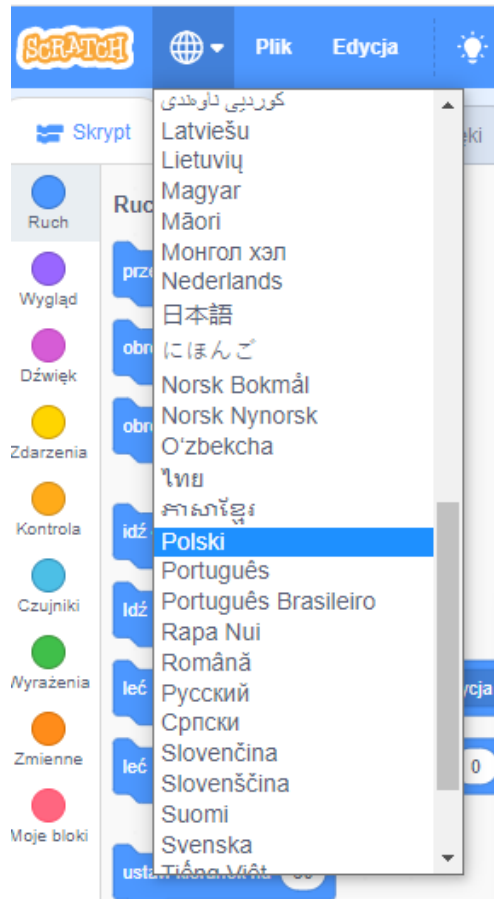 SCRATCH
Plik Edycja
Skrypt
Ruch
Wygląd
Dźwięk
Zdarzenia
Kontrola
Czujniki
Wyrażenia
Zmienne
Moje bloki
کوردیی ناوەندی
Latviešu
Lietuvių
Magyar
Māori
Монгол хэл
Nederlands
日本語
にほんご
Norsk Bokmål
Norsk Nynorsk
Oʻzbekcha
ไทย
ភាសាខ្មែរ
Polski
Português
Português Brasileiro
Rapa Nui
Română
Русский
Српски
Slovenčina
Slovenščina
Suomi
Svenska
Tiếng Việt
idź
Idź
leć
leć
0